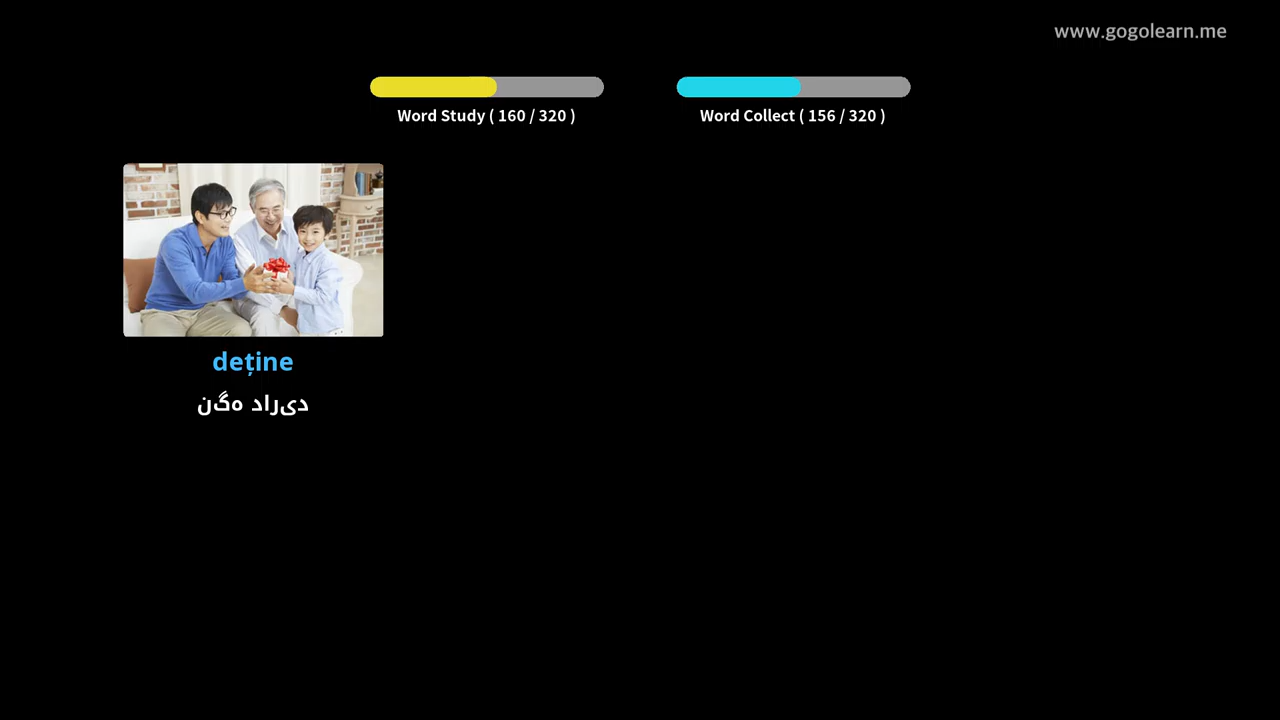 www.gogolearn.me
Word Study ( 160 / 320 )
Word Collect ( 156 / 320 )
deține
دیراد هگن